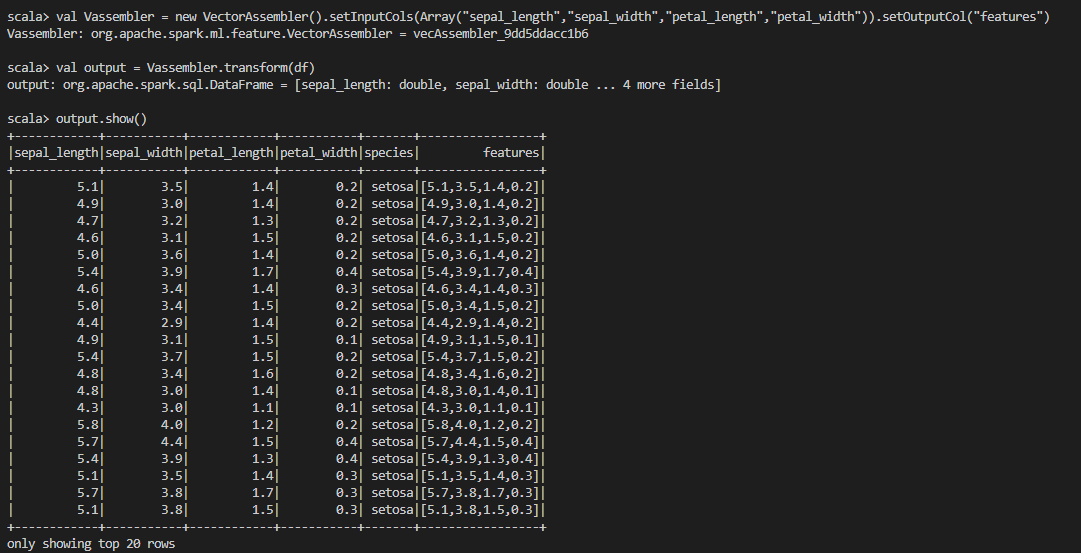 scala> val Vassembler = new VectorAssembler().setInputCols(Array("sepal_length","sepal_width","petal_length","petal_width")).setOutputCol("features")
Vassembler: org.apache.spark.ml.feature.VectorAssembler = vecAssembler_9dd5ddacc1b6

scala> val output = Vassembler.transform(df)
output: org.apache.spark.sql.DataFrame = [sepal_length: double, sepal_width: double ... 4 more fields]

scala> output.show()
+------------+-----------+------------+-----------+-------+-----------------+
|sepal_length|sepal_width|petal_length|petal_width|species|         features|
+------------+-----------+------------+-----------+-------+-----------------+
|         5.1|        3.5|         1.4|        0.2| setosa|[5.1,3.5,1.4,0.2]|
|         4.9|        3.0|         1.4|        0.2| setosa|[4.9,3.0,1.4,0.2]|
|         4.7|        3.2|         1.3|        0.2| setosa|[4.7,3.2,1.3,0.2]|
|         4.6|        3.1|         1.5|        0.2| setosa|[4.6,3.1,1.5,0.2]|
|         5.0|        3.6|         1.4|        0.2| setosa|[5.0,3.6,1.4,0.2]|
|         5.4|        3.9|         1.7|        0.4| setosa|[5.4,3.9,1.7,0.4]|
|         4.6|        3.4|         1.4|        0.3| setosa|[4.6,3.4,1.4,0.3]|
|         5.0|        3.4|         1.5|        0.2| setosa|[5.0,3.4,1.5,0.2]|
|         4.4|        2.9|         1.4|        0.2| setosa|[4.4,2.9,1.4,0.2]|
|         4.9|        3.1|         1.5|        0.1| setosa|[4.9,3.1,1.5,0.1]|
|         5.4|        3.7|         1.5|        0.2| setosa|[5.4,3.7,1.5,0.2]|
|         4.8|        3.4|         1.6|        0.2| setosa|[4.8,3.4,1.6,0.2]|
|         4.8|        3.0|         1.4|        0.1| setosa|[4.8,3.0,1.4,0.1]|
|         4.3|        3.0|         1.1|        0.1| setosa|[4.3,3.0,1.1,0.1]|
|         5.8|        4.0|         1.2|        0.2| setosa|[5.8,4.0,1.2,0.2]|
|         5.7|        4.4|         1.5|        0.4| setosa|[5.7,4.4,1.5,0.4]|
|         5.4|        3.9|         1.3|        0.4| setosa|[5.4,3.9,1.3,0.4]|
|         5.1|        3.5|         1.4|        0.3| setosa|[5.1,3.5,1.4,0.3]|
|         5.7|        3.8|         1.7|        0.3| setosa|[5.7,3.8,1.7,0.3]|
|         5.1|        3.8|         1.5|        0.3| setosa|[5.1,3.8,1.5,0.3]|
+------------+-----------+------------+-----------+-------+-----------------+
only showing top 20 rows